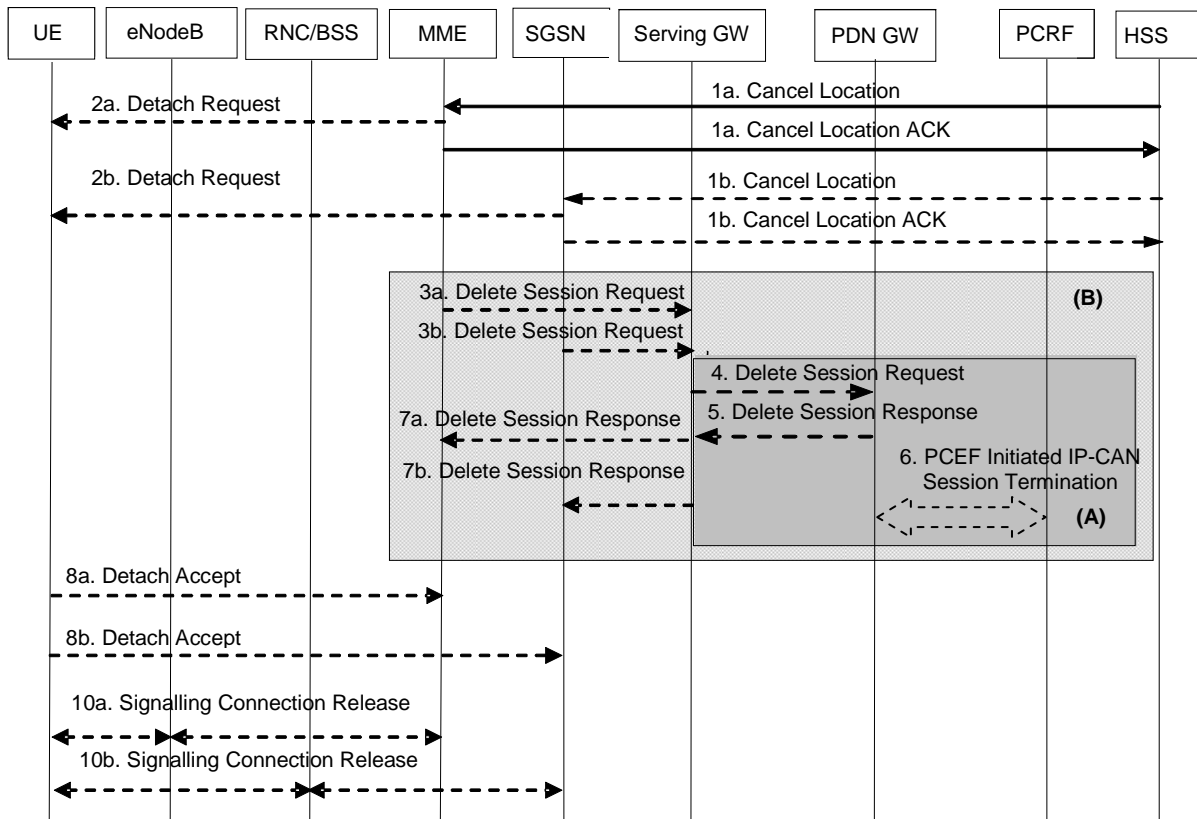 UE
eNodeB
RNC/BSS
MME
SGSN
Serving GW
PDN GW
PCRF
HSS
1a. Cancel Location
2a. Detach Request
1a. Cancel Location ACK
2b. Detach Request
1b. Cancel Location
1b. Cancel Location ACK
3a. Delete Session Request
(B)
3b. Delete Session Request
4. Delete Session Request
7a. Delete Session Response
5. Delete Session Response
6. PCEF Initiated IP-CAN
Session Termination
7b. Delete Session Response
(A)
8a. Detach Accept
8b. Detach Accept
10a. Signalling Connection Release
10b. Signalling Connection Release